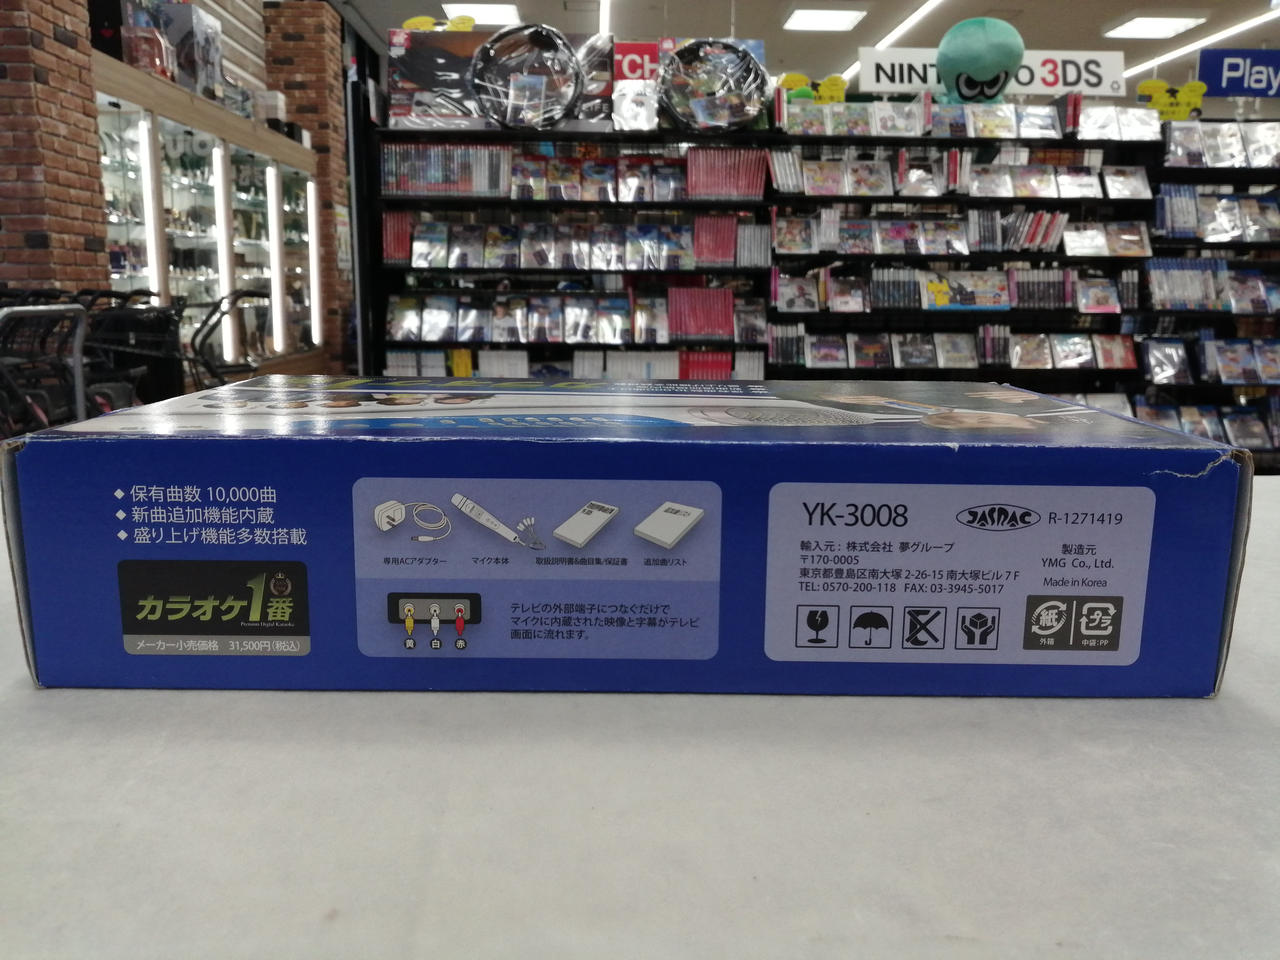 NINTENDO 3DS
Play
TCH
◆ 保有曲数 10,000曲
◆ 新曲追加機能内蔵
◆ 盛り上げ機能多数搭載
カラオケ1番
Premium Digital Karaoke
メーカー小売価格 31,500円(税込)
専用ACアダプター
マイク本体
取扱説明書&曲目集/保証書
追加曲リスト
黄 白 赤
テレビの外部端子につなぐだけで
マイクに内蔵された映像と字幕がテレビ
画面に流れます。
YK-3008
JASRAC R-1271419
輸入元：株式会社 夢グループ
〒170-0005
東京都豊島区南大塚 2-26-15 南大塚ビル 7F
TEL: 0570-200-118 FAX: 03-3945-5017
製造元
YMG Co., Ltd.
Made in Korea
紙
外箱
プラ
中袋：PP